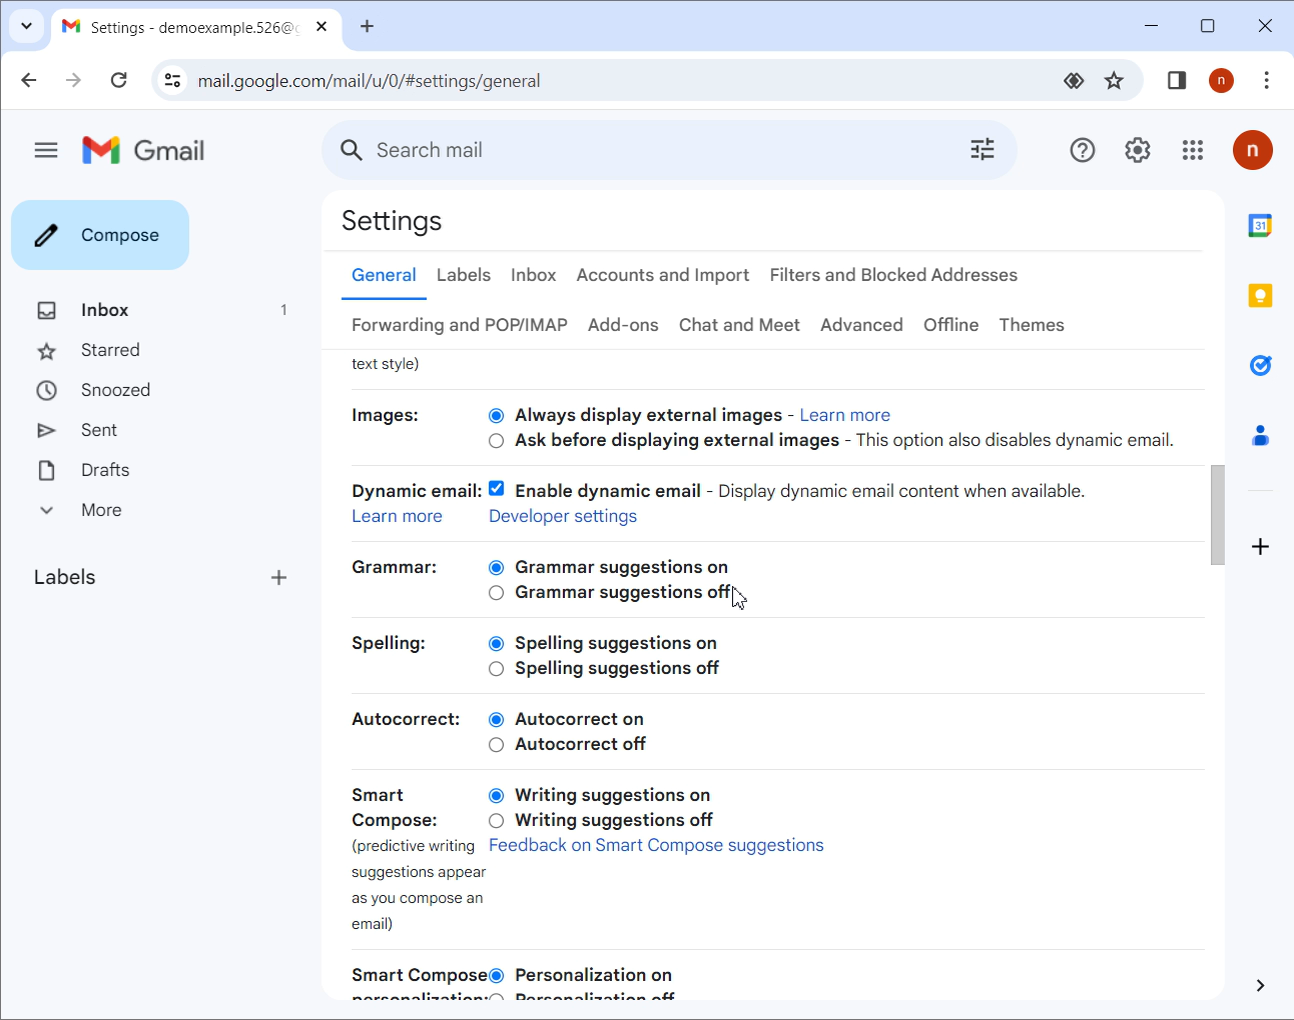 Settings - demoexample.526@
mail.google.com/mail/u/0/#settings/general
n
Gmail
Search mail
n
Compose
Inbox 1
Starred
Snoozed
Sent
Drafts
More
Labels
31
Settings
General Labels Inbox Accounts and Import Filters and Blocked Addresses
Forwarding and POP/IMAP Add-ons Chat and Meet Advanced Offline Themes
text style)
Images: Always display external images - Learn more
Ask before displaying external images - This option also disables dynamic email.
Dynamic email: Enable dynamic email - Display dynamic email content when available.
Learn more Developer settings
Grammar: Grammar suggestions on
Grammar suggestions off
Spelling: Spelling suggestions on
Spelling suggestions off
Autocorrect: Autocorrect on
Autocorrect off
Smart Writing suggestions on
Compose: Writing suggestions off
(predictive writing Feedback on Smart Compose suggestions
suggestions appear
as you compose an
email)
Smart Compose Personalization on
personalization: Personalization off